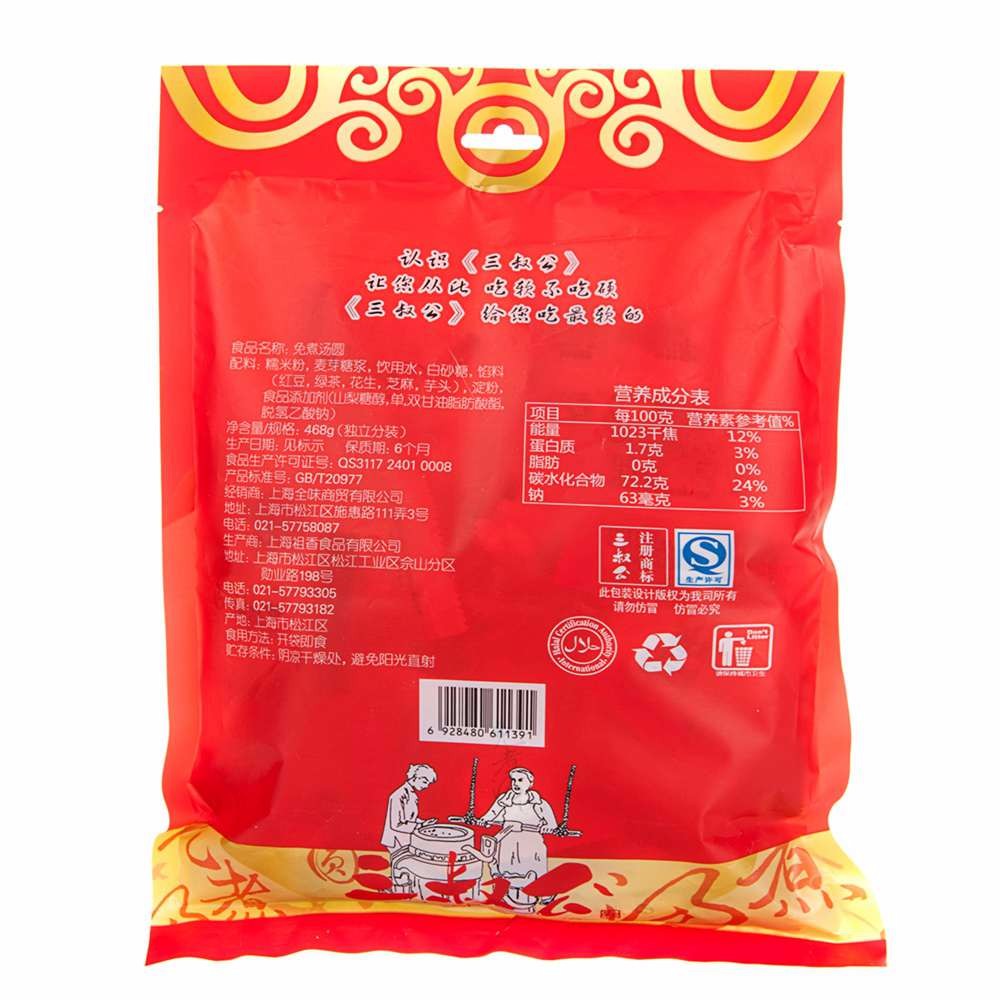 认识《三叔公》
让您从此 吃软不吃硬
《三叔公》给您吃最软的
食品名称: 免煮汤圆
配料: 糯米粉, 麦芽糖浆, 饮用水, 白砂糖, 馅料
(红豆, 绿茶, 花生, 芝麻, 芋头), 淀粉,
食品添加剂(山梨糖醇, 单,双甘油脂肪酸酯,
脱氢乙酸钠)
净含量/规格: 468g (独立分装)
生产日期: 见标示 保质期: 6个月
食品生产许可证号: QS3117 2401 0008
产品标准号: GB/T20977
经销商: 上海全味商贸有限公司
地址: 上海市松江区施惠路111弄3号
电话: 021-57758087
生产商: 上海祖香食品有限公司
地址: 上海市松江区松江工业区佘山分区
勋业路198号
电话: 021-57793305
传真: 021-57793182
产地: 上海市松江区
食用方法: 开袋即食
贮存条件: 阴凉干燥处, 避免阳光直射
营养成分表
项目 每100克 营养素参考值%
能量 1023千焦 12%
蛋白质 1.7克 3%
脂肪 0克 0%
碳水化合物 72.2克 24%
钠 63毫克 3%
三叔公
注册商标
QS
生产许可
此包装设计版权为我司所有
请勿仿冒 仿冒必究
Halal Certification Authority
حلال
International
Don't Litter
请保持城市卫生
6 928480 611391
三叔公